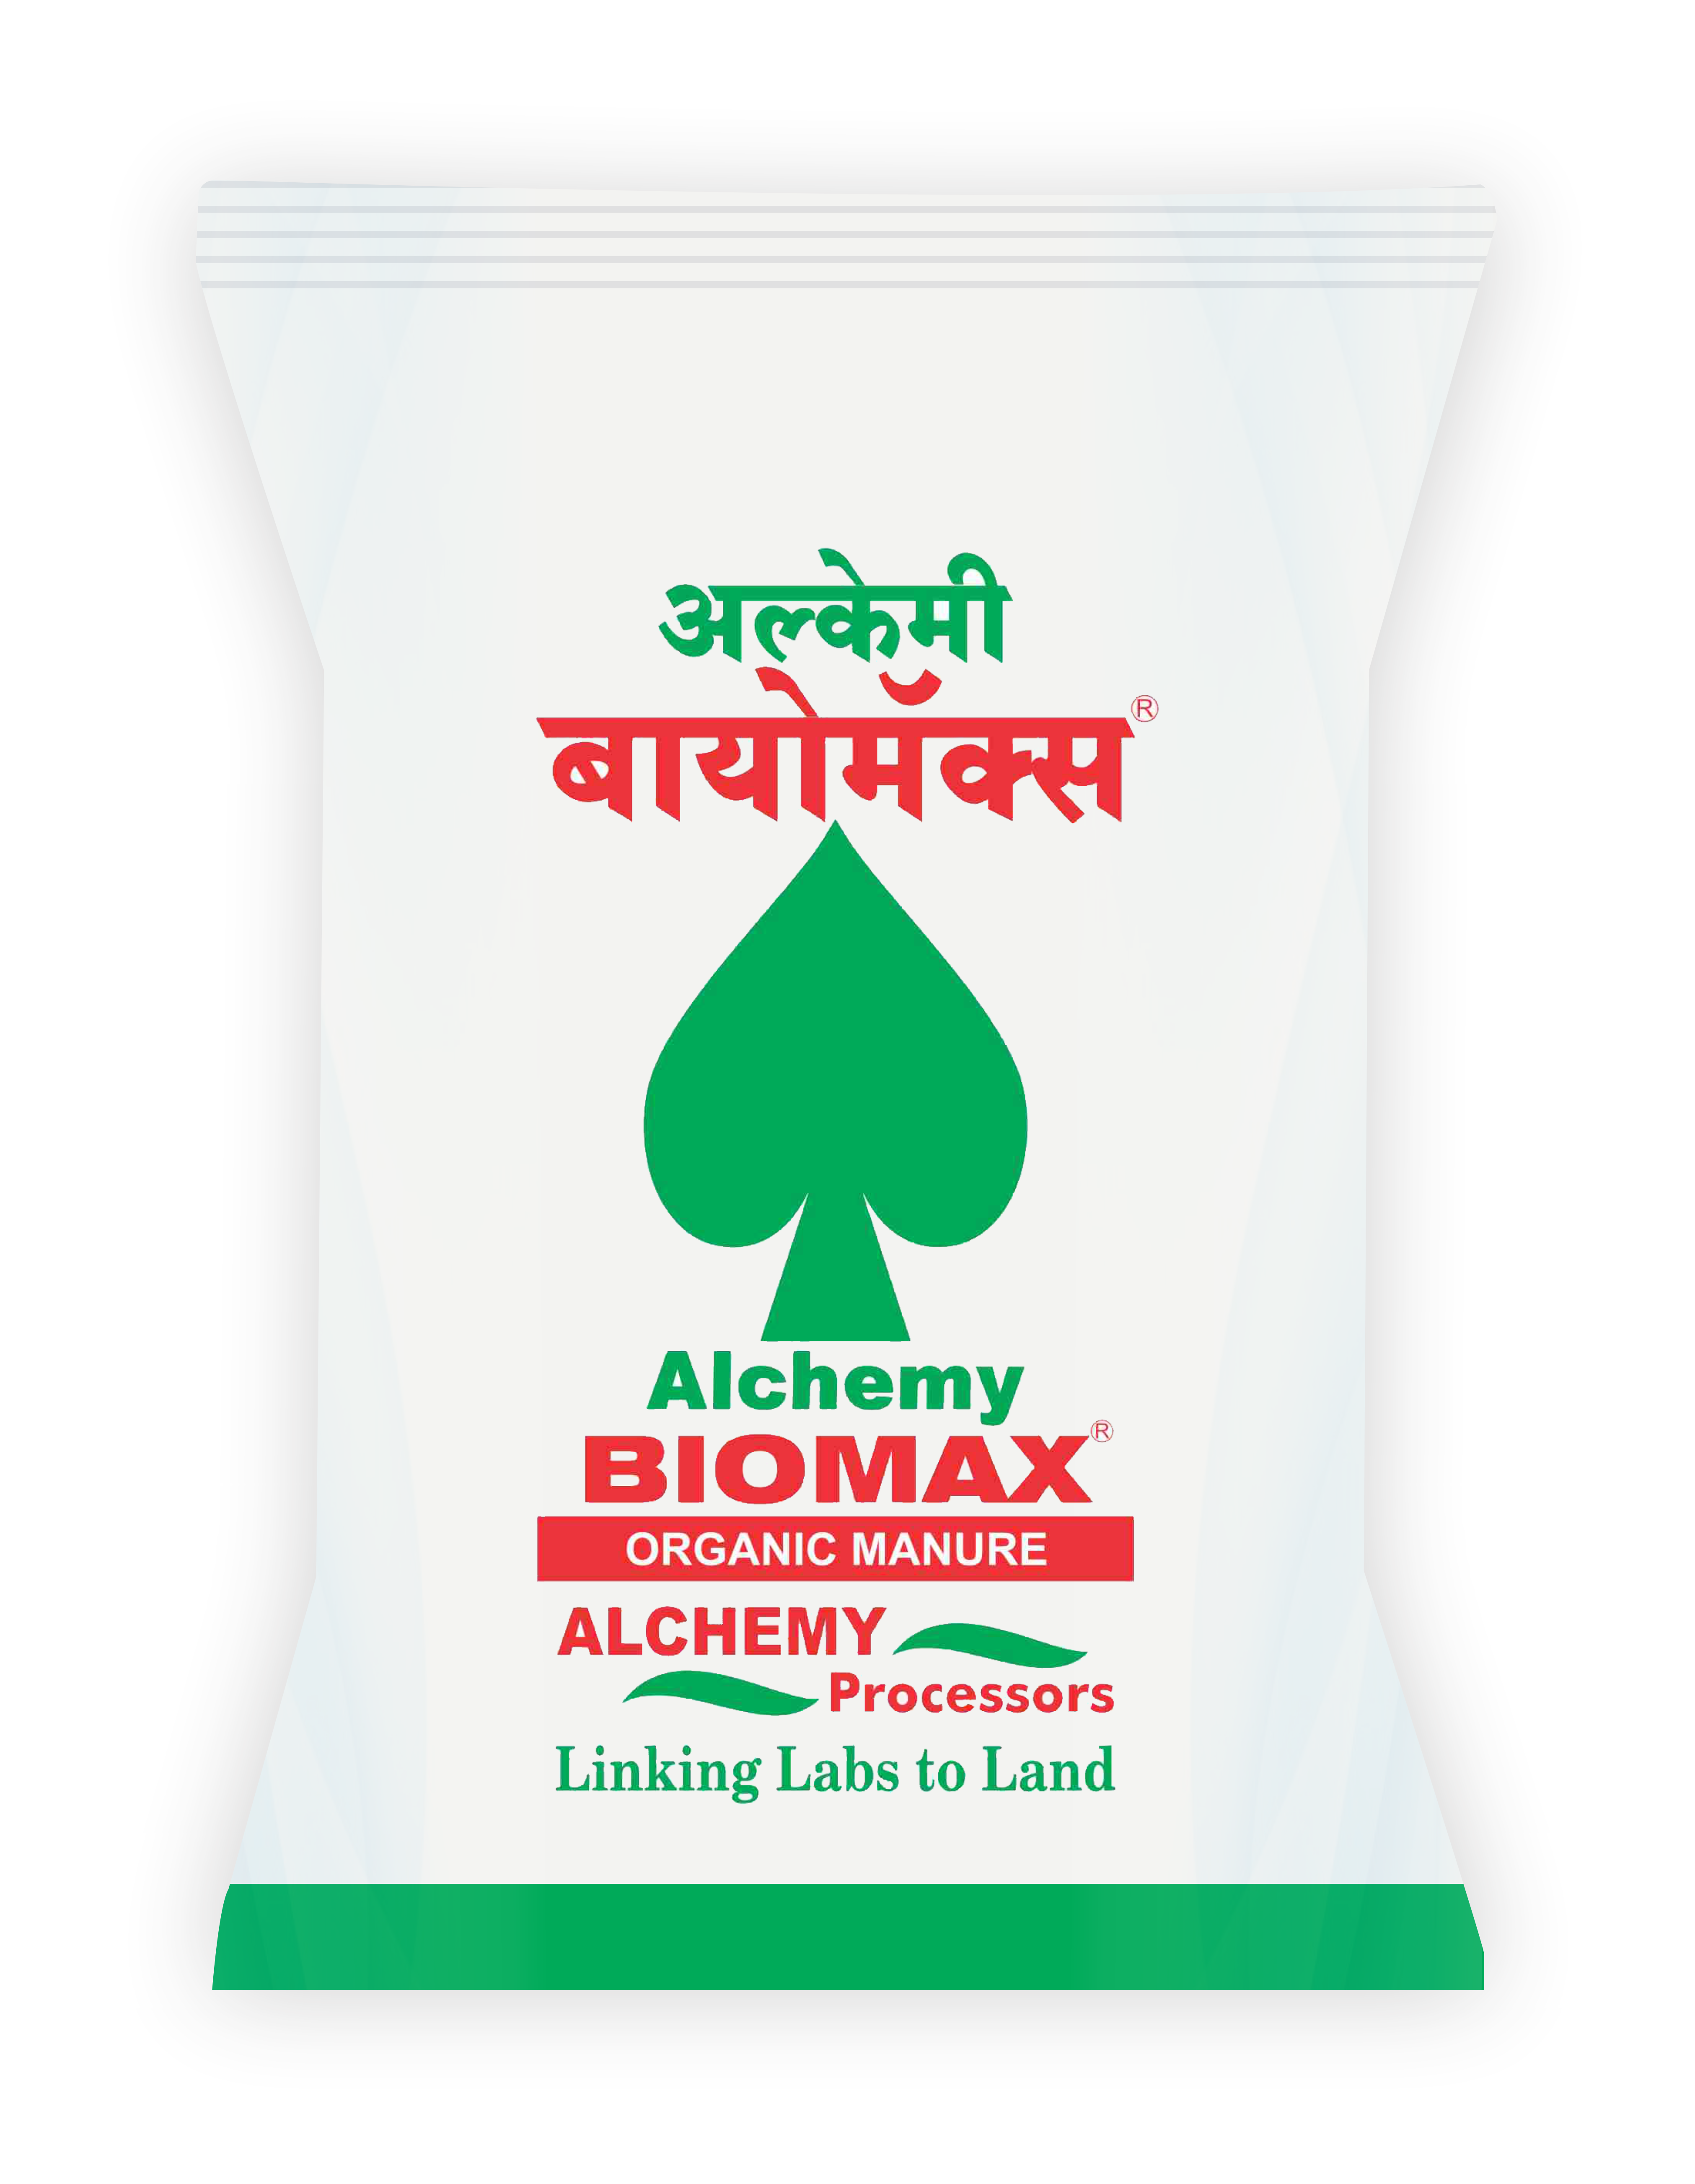 अल्केमी
बायोमॅक्स®
Alchemy
BIOMAX®
ORGANIC MANURE
ALCHEMY
Processors
Linking Labs to Land